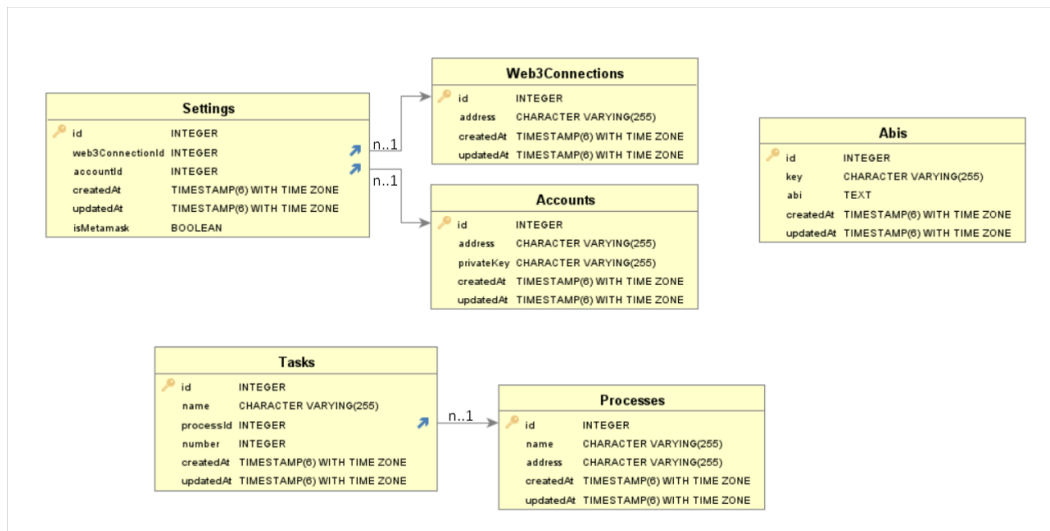 Settings
id INTEGER
web3ConnectionId INTEGER
accountId INTEGER
createdAt TIMESTAMP(6) WITH TIME ZONE
updatedAt TIMESTAMP(6) WITH TIME ZONE
isMetamask BOOLEAN
n..1
n..1
Web3Connections
id INTEGER
address CHARACTER VARYING(255)
createdAt TIMESTAMP(6) WITH TIME ZONE
updatedAt TIMESTAMP(6) WITH TIME ZONE
Accounts
id INTEGER
address CHARACTER VARYING(255)
privateKey CHARACTER VARYING(255)
createdAt TIMESTAMP(6) WITH TIME ZONE
updatedAt TIMESTAMP(6) WITH TIME ZONE
Abis
id INTEGER
key CHARACTER VARYING(255)
abi TEXT
createdAt TIMESTAMP(6) WITH TIME ZONE
updatedAt TIMESTAMP(6) WITH TIME ZONE
Tasks
id INTEGER
name CHARACTER VARYING(255)
processId INTEGER
number INTEGER
createdAt TIMESTAMP(6) WITH TIME ZONE
updatedAt TIMESTAMP(6) WITH TIME ZONE
n..1
Processes
id INTEGER
name CHARACTER VARYING(255)
address CHARACTER VARYING(255)
createdAt TIMESTAMP(6) WITH TIME ZONE
updatedAt TIMESTAMP(6) WITH TIME ZONE